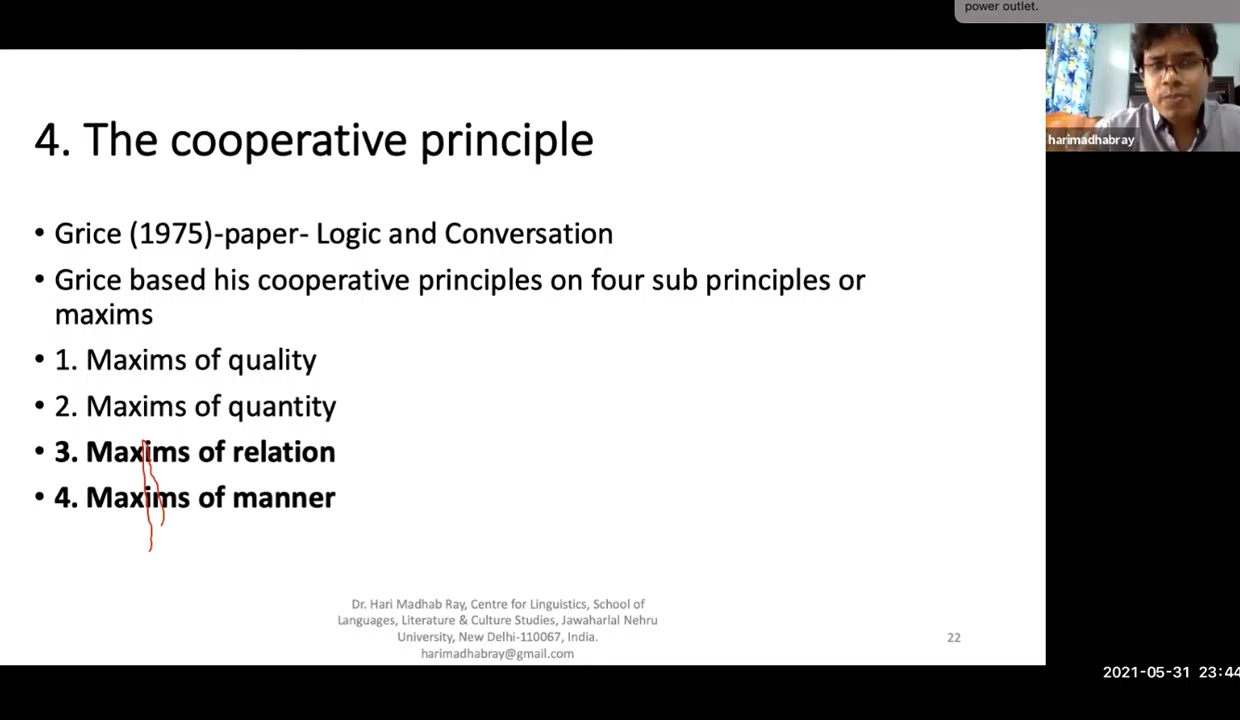 power outlet.
4. The cooperative principle
harimadhabray
• Grice (1975)-paper- Logic and Conversation
• Grice based his cooperative principles on four sub principles or
maxims
• 1. Maxims of quality
• 2. Maxims of quantity
• 3. Maxims of relation
• 4. Maxims of manner
Dr. Hari Madhab Ray, Centre for Linguistics, School of
Languages, Literature & Culture Studies, Jawaharlal Nehru
University, New Delhi-110067, India.
harimadhabray@gmail.com
22
2021-05-31 23:44